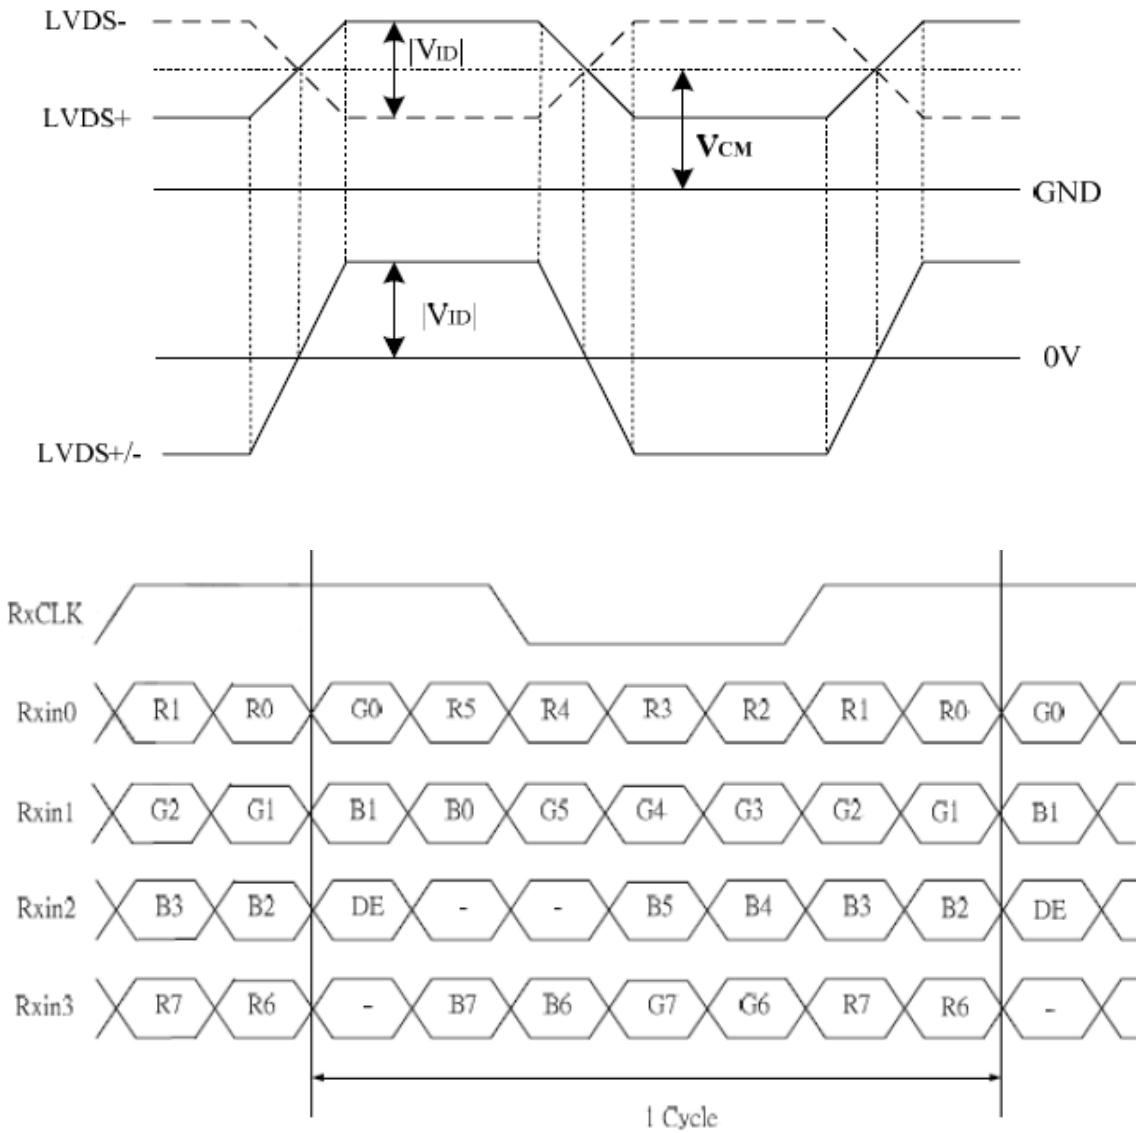 LVDS-
|VID|
LVDS+
VCM
GND
|VID|
0V
LVDS+/-
RxCLK
Rxin0 R1 R0 G0 R5 R4 R3 R2 R1 R0 G0
Rxin1 G2 G1 B1 B0 G5 G4 G3 G2 G1 B1
Rxin2 B3 B2 DE - - B5 B4 B3 B2 DE
Rxin3 R7 R6 - B7 B6 G7 G6 R7 R6 -
1 Cycle